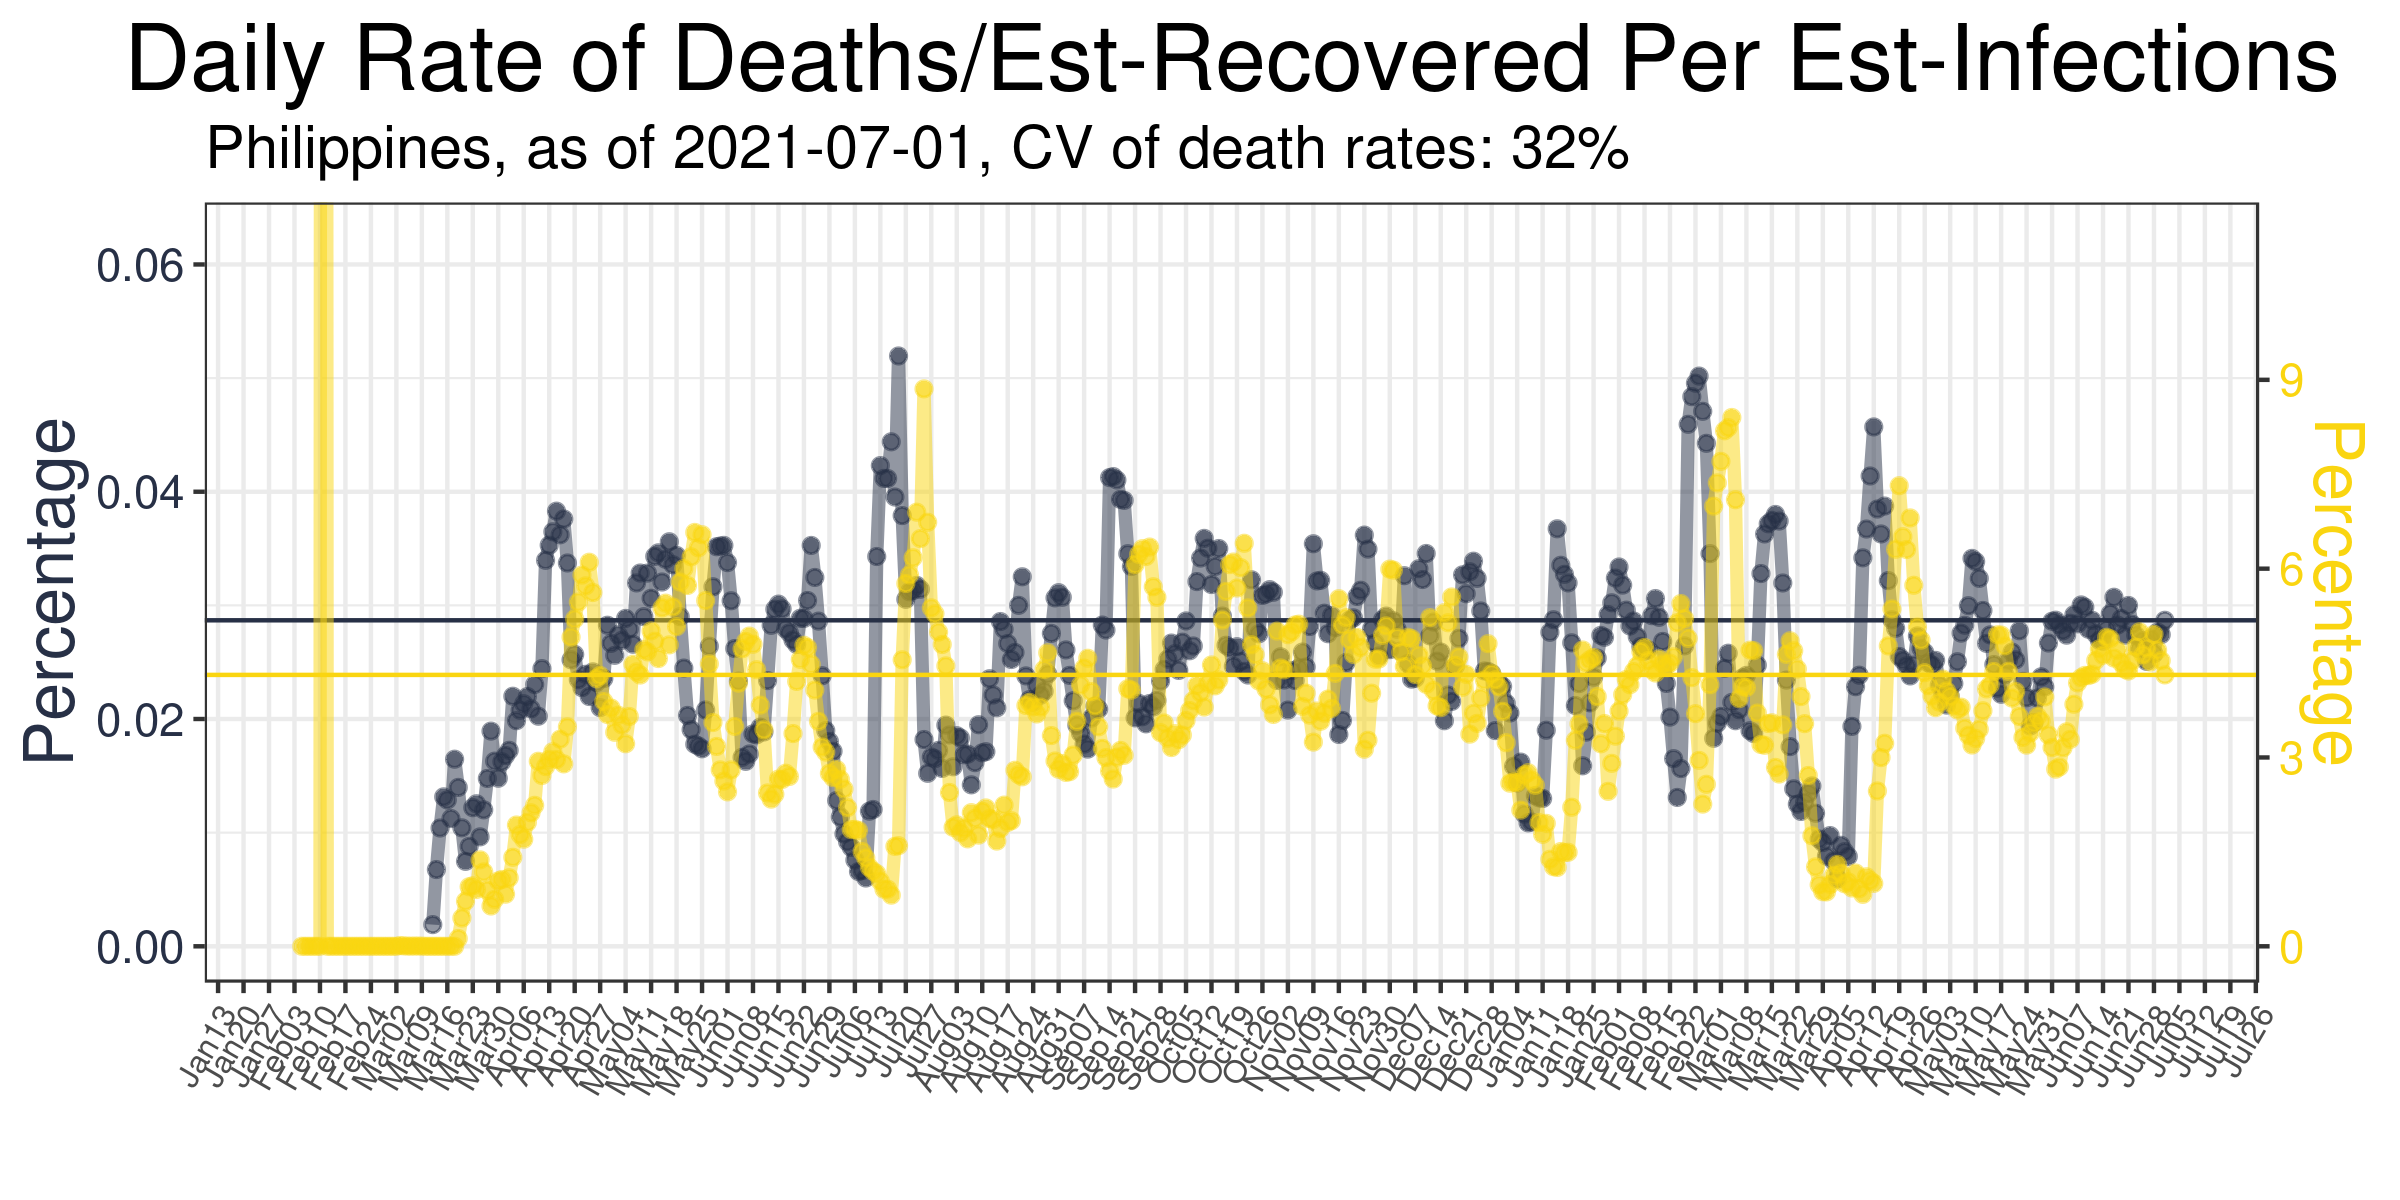 Daily Rate of Deaths/Est-Recovered Per Est-Infections
Philippines, as of 2021-07-01, CV of death rates: 32%
Percentage
0.06
0.04
0.02
0.00
9
6
3
0
Percentage
Jan13
Jan20
Jan27
Feb03
Feb10
Feb17
Feb24
Mar02
Mar09
Mar16
Mar23
Mar30
Apr06
Apr13
Apr20
Apr27
May04
May11
May18
May25
Jun01
Jun08
Jun15
Jun22
Jun29
Jul06
Jul13
Jul20
Jul27
Aug03
Aug10
Aug17
Aug24
Aug31
Sep07
Sep14
Sep21
Sep28
Oct05
Oct12
Oct19
Oct26
Nov02
Nov09
Nov16
Nov23
Nov30
Dec07
Dec14
Dec21
Dec28
Jan04
Jan11
Jan18
Jan25
Feb01
Feb08
Feb15
Feb22
Mar01
Mar08
Mar15
Mar22
Mar29
Apr05
Apr12
Apr19
Apr26
May03
May10
May17
May24
May31
Jun07
Jun14
Jun21
Jun28
Jul05
Jul12
Jul19
Jul26